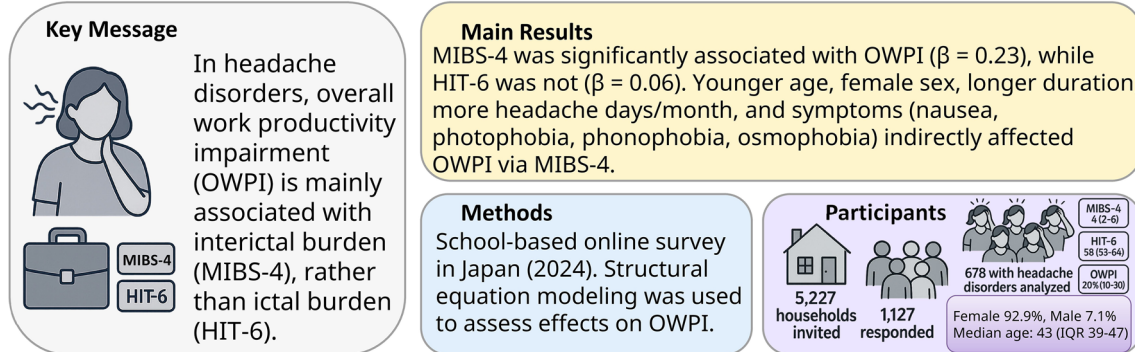 Key Message
In headache
disorders, overall
work productivity
impairment
(OWPI) is mainly
associated with
interictal burden
(MIBS-4), rather
than ictal burden
(HIT-6).
MIBS-4
HIT-6
Main Results
MIBS-4 was significantly associated with OWPI (β = 0.23), while
HIT-6 was not (β = 0.06). Younger age, female sex, longer duration
more headache days/month, and symptoms (nausea,
photophobia, phonophobia, osmophobia) indirectly affected
OWPI via MIBS-4.
Methods
School-based online survey
in Japan (2024). Structural
equation modeling was used
to assess effects on OWPI.
Participants
5,227
households
invited
1,127
responded
678 with headache
disorders analyzed
MIBS-4
4 (2-6)
HIT-6
58 (53-64)
OWPI
20%(10-30)
Female 92.9%, Male 7.1%
Median age: 43 (IQR 39-47)